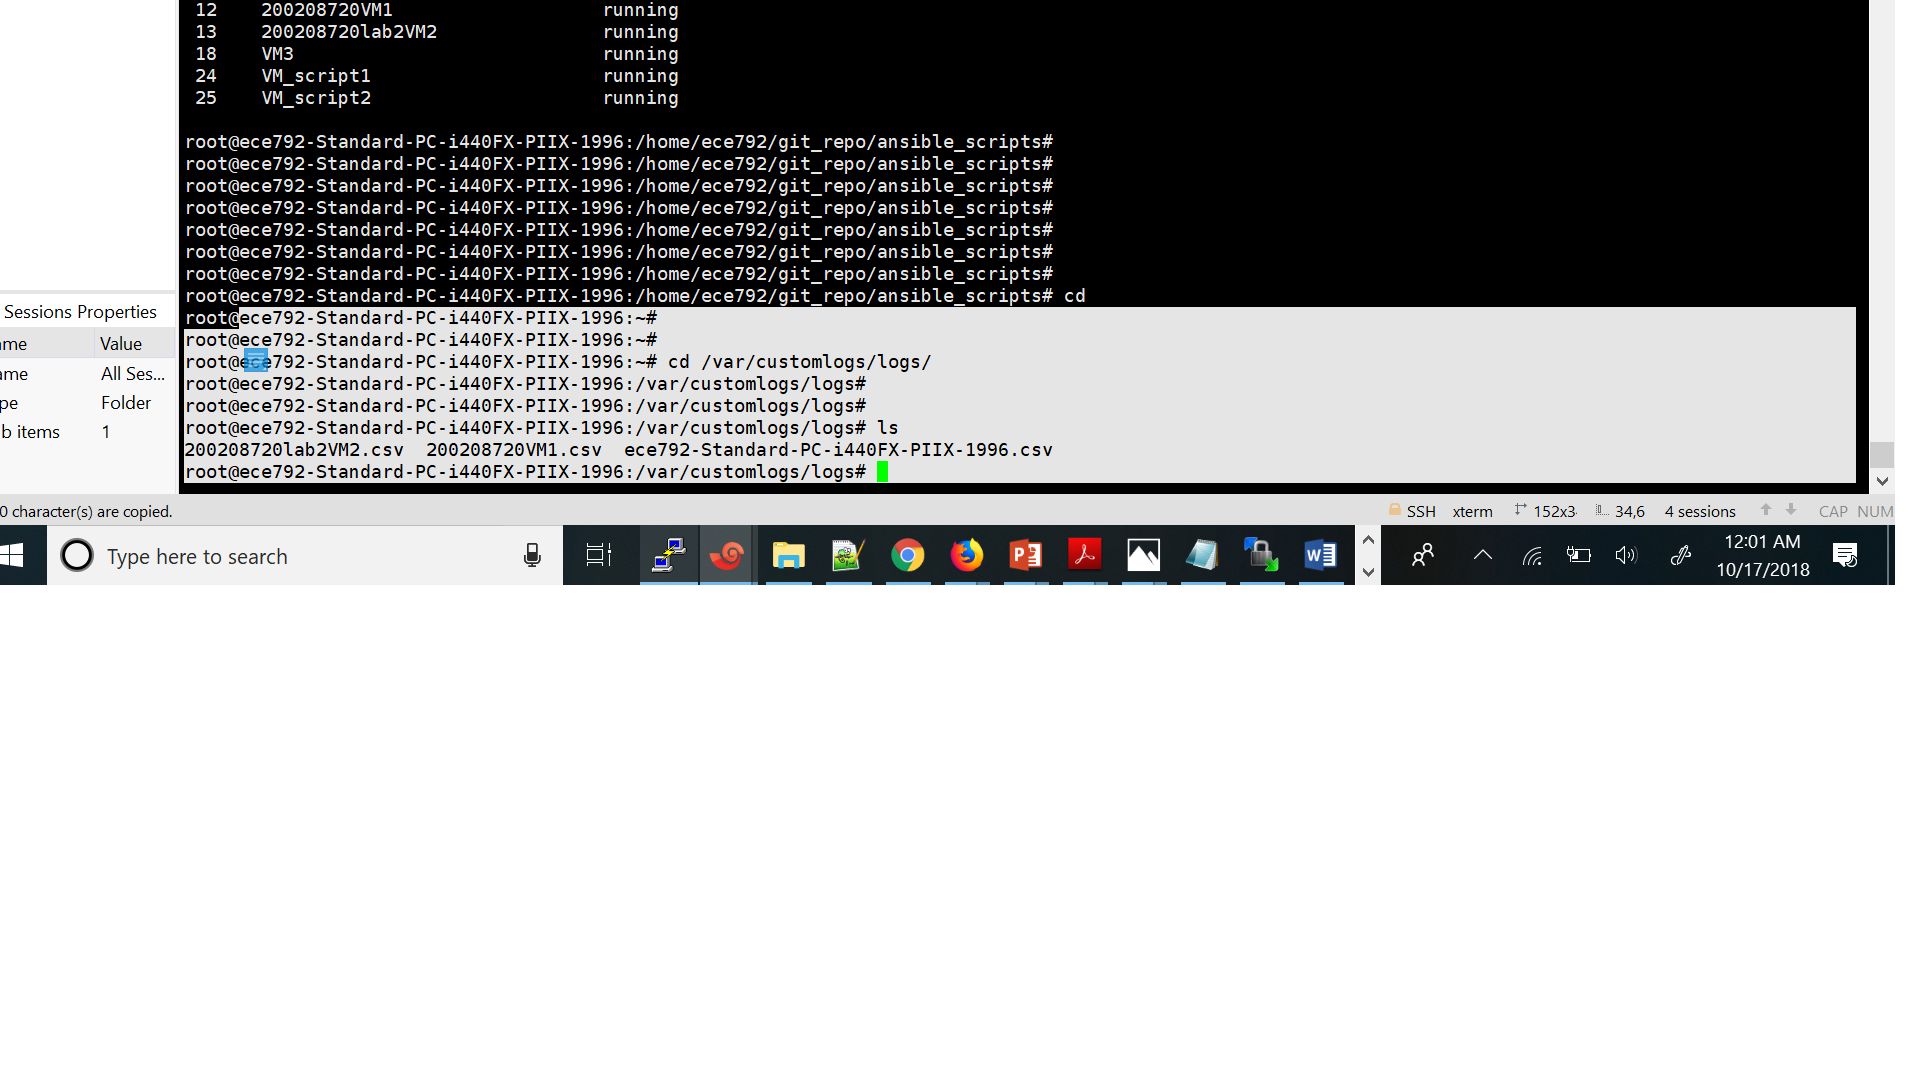 12    200208720VM1                   running
13    200208720lab2VM2               running
18    VM3                            running
24    VM_script1                     running
25    VM_script2                     running
root@ece792-Standard-PC-i440FX-PIIX-1996:/home/ece792/git_repo/ansible_scripts#
root@ece792-Standard-PC-i440FX-PIIX-1996:/home/ece792/git_repo/ansible_scripts#
root@ece792-Standard-PC-i440FX-PIIX-1996:/home/ece792/git_repo/ansible_scripts#
root@ece792-Standard-PC-i440FX-PIIX-1996:/home/ece792/git_repo/ansible_scripts#
root@ece792-Standard-PC-i440FX-PIIX-1996:/home/ece792/git_repo/ansible_scripts#
root@ece792-Standard-PC-i440FX-PIIX-1996:/home/ece792/git_repo/ansible_scripts#
root@ece792-Standard-PC-i440FX-PIIX-1996:/home/ece792/git_repo/ansible_scripts#
root@ece792-Standard-PC-i440FX-PIIX-1996:/home/ece792/git_repo/ansible_scripts# cd
root@ece792-Standard-PC-i440FX-PIIX-1996:~#
root@ece792-Standard-PC-i440FX-PIIX-1996:~#
root@ece792-Standard-PC-i440FX-PIIX-1996:~# cd /var/customlogs/logs/
root@ece792-Standard-PC-i440FX-PIIX-1996:/var/customlogs/logs#
root@ece792-Standard-PC-i440FX-PIIX-1996:/var/customlogs/logs#
root@ece792-Standard-PC-i440FX-PIIX-1996:/var/customlogs/logs# ls
200208720lab2VM2.csv  200208720VM1.csv  ece792-Standard-PC-i440FX-PIIX-1996.csv
root@ece792-Standard-PC-i440FX-PIIX-1996:/var/customlogs/logs#
Sessions Properties
ame Value
ame All Ses...
pe Folder
b items 1
0 character(s) are copied.
SSH xterm 152x3 34,6 4 sessions CAP NUM
Type here to search
12:01 AM
10/17/2018